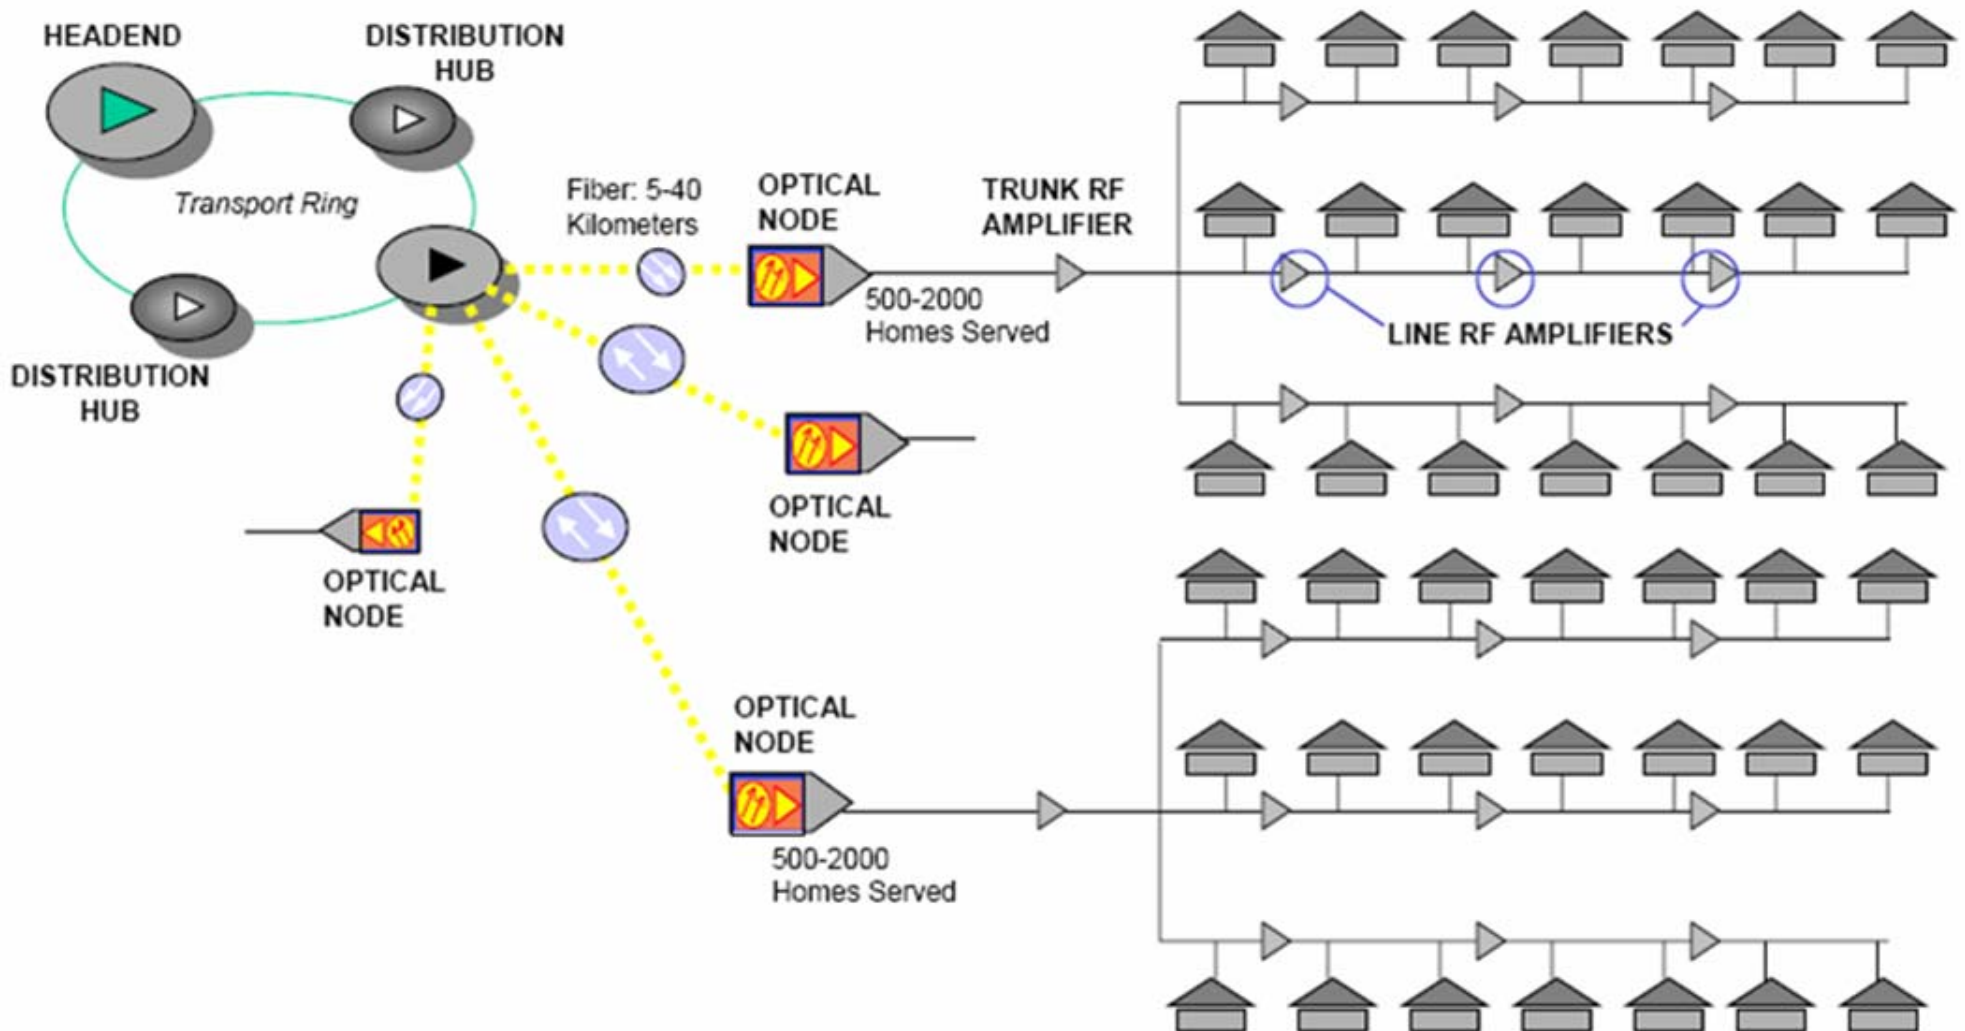 HEADEND
DISTRIBUTION
HUB
Transport Ring
Fiber: 5-40
Kilometers
OPTICAL
NODE
TRUNK RF
AMPLIFIER
500-2000
Homes Served
LINE RF AMPLIFIERS
DISTRIBUTION
HUB
OPTICAL
NODE
OPTICAL
NODE
OPTICAL
NODE
500-2000
Homes Served